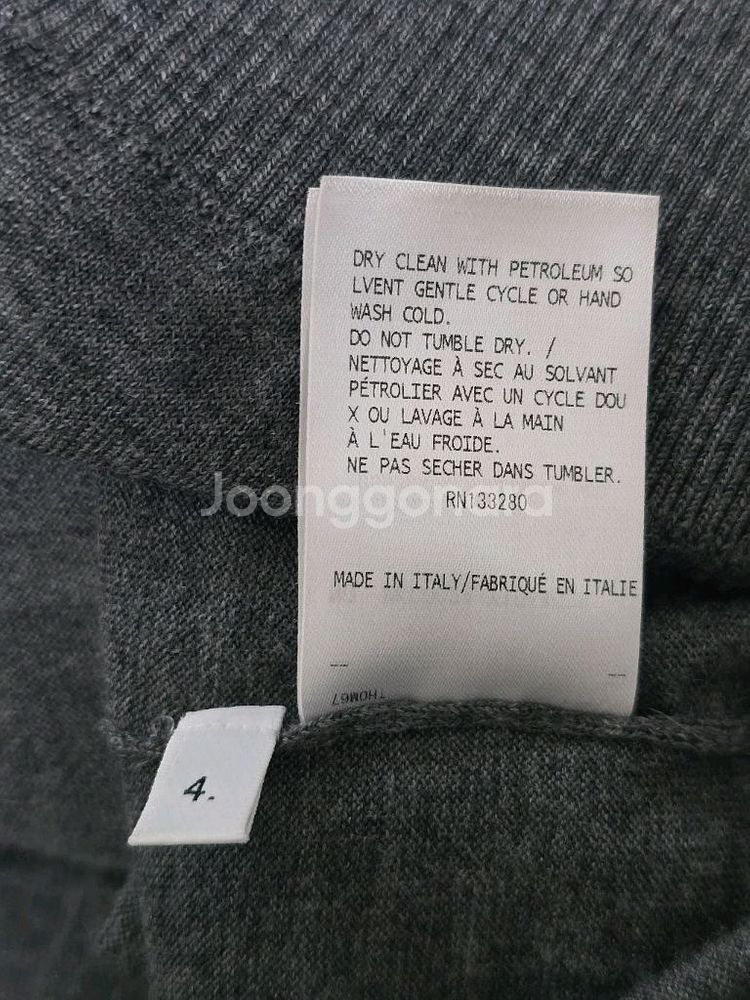 DRY CLEAN WITH PETROLEUM SO
LVENT GENTLE CYCLE OR HAND
WASH COLD.
DO NOT TUMBLE DRY. /
NETTOYAGE À SEC AU SOLVANT
PÉTROLIER AVEC UN CYCLE DOU
X OU LAVAGE À LA MAIN
À L'EAU FROIDE.
NE PAS SECHER DANS TUMBLER.
Joonggonara
RN133280
MADE IN ITALY/FABRIQUÉ EN ITALIE
THOM67
4.